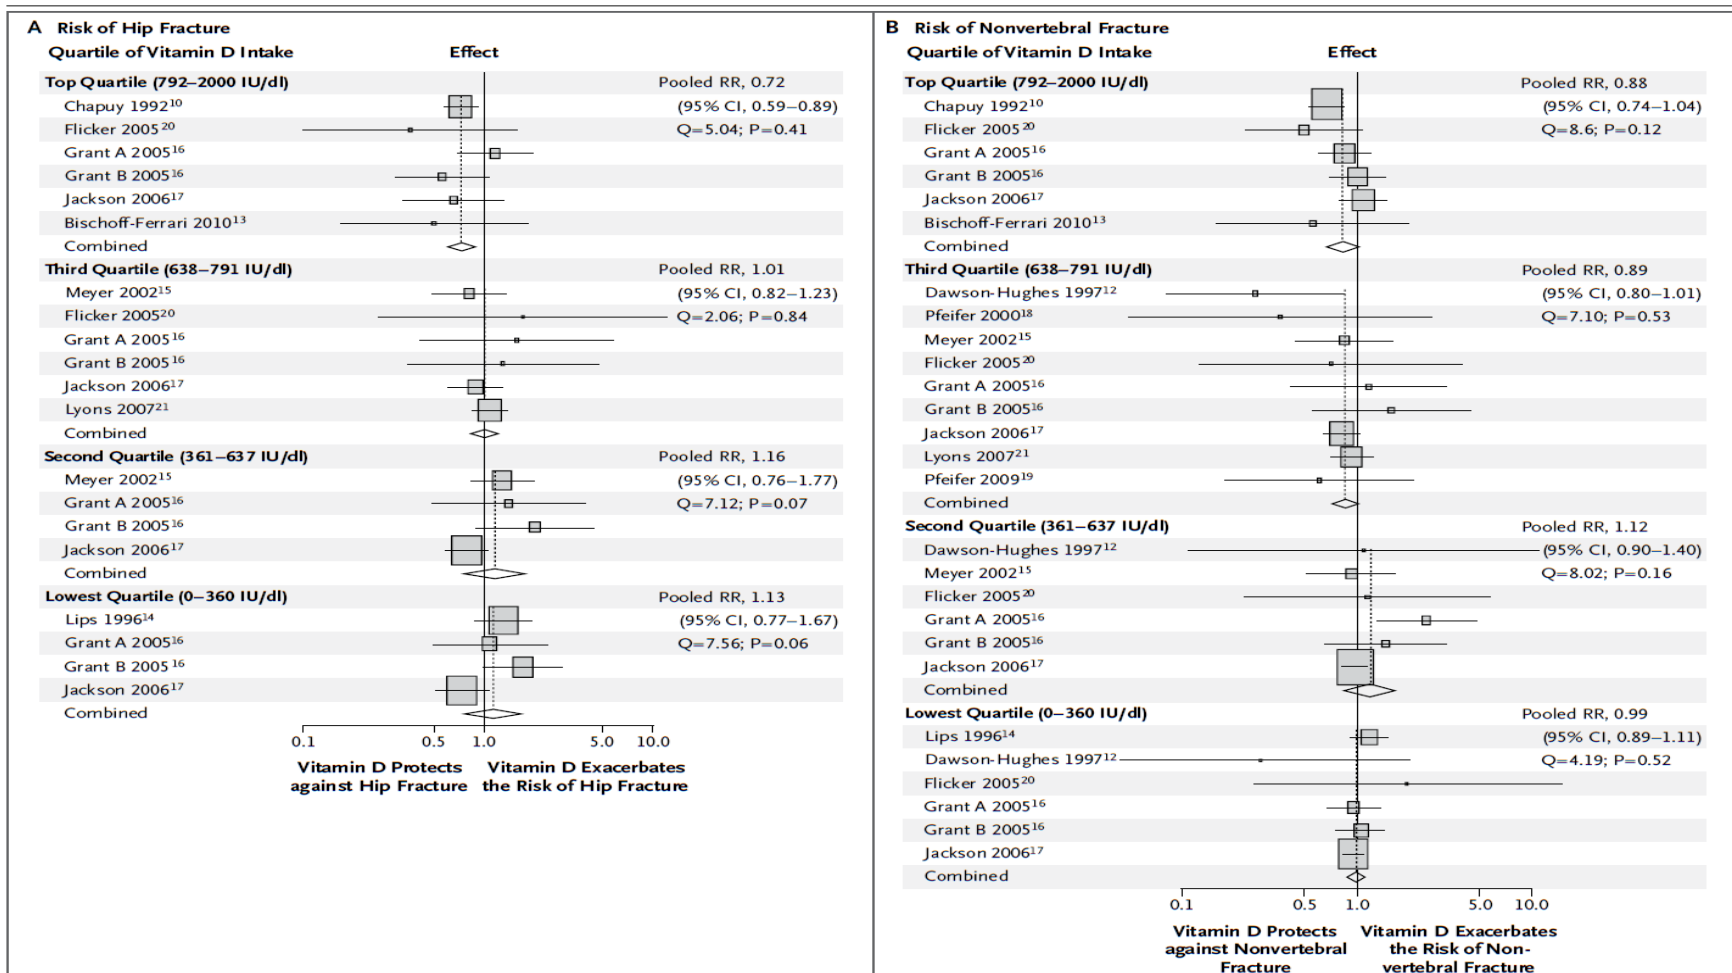 A Risk of Hip Fracture
Quartile of Vitamin D Intake Effect
Top Quartile (792–2000 IU/dl) Pooled RR, 0.72
Chapuy 1992¹⁰ (95% CI, 0.59–0.89)
Flicker 2005²⁰ Q=5.04; P=0.41
Grant A 2005¹⁶
Grant B 2005¹⁶
Jackson 2006¹⁷
Bischoff-Ferrari 2010¹³
Combined
Third Quartile (638–791 IU/dl) Pooled RR, 1.01
Meyer 2002¹⁵ (95% CI, 0.82–1.23)
Flicker 2005²⁰ Q=2.06; P=0.84
Grant A 2005¹⁶
Grant B 2005¹⁶
Jackson 2006¹⁷
Lyons 2007²¹
Combined
Second Quartile (361–637 IU/dl) Pooled RR, 1.16
Meyer 2002¹⁵ (95% CI, 0.76–1.77)
Grant A 2005¹⁶ Q=7.12; P=0.07
Grant B 2005¹⁶
Jackson 2006¹⁷
Combined
Lowest Quartile (0–360 IU/dl) Pooled RR, 1.13
Lips 1996¹⁴ (95% CI, 0.77–1.67)
Grant A 2005¹⁶ Q=7.56; P=0.06
Grant B 2005¹⁶
Jackson 2006¹⁷
Combined
0.1 0.5 1.0 5.0 10.0
Vitamin D Protects Vitamin D Exacerbates
against Hip Fracture the Risk of Hip Fracture
B Risk of Nonvertebral Fracture
Quartile of Vitamin D Intake Effect
Top Quartile (792–2000 IU/dl) Pooled RR, 0.88
Chapuy 1992¹⁰ (95% CI, 0.74–1.04)
Flicker 2005²⁰ Q=8.6; P=0.12
Grant A 2005¹⁶
Grant B 2005¹⁶
Jackson 2006¹⁷
Bischoff-Ferrari 2010¹³
Combined
Third Quartile (638–791 IU/dl) Pooled RR, 0.89
Dawson-Hughes 1997¹² (95% CI, 0.80–1.01)
Pfeifer 2000¹⁸ Q=7.10; P=0.53
Meyer 2002¹⁵
Flicker 2005²⁰
Grant A 2005¹⁶
Grant B 2005¹⁶
Jackson 2006¹⁷
Lyons 2007²¹
Pfeifer 2009¹⁹
Combined
Second Quartile (361–637 IU/dl) Pooled RR, 1.12
Dawson-Hughes 1997¹² (95% CI, 0.90–1.40)
Meyer 2002¹⁵ Q=8.02; P=0.16
Flicker 2005²⁰
Grant A 2005¹⁶
Grant B 2005¹⁶
Jackson 2006¹⁷
Combined
Lowest Quartile (0–360 IU/dl) Pooled RR, 0.99
Lips 1996¹⁴ (95% CI, 0.89–1.11)
Dawson-Hughes 1997¹² Q=4.19; P=0.52
Flicker 2005²⁰
Grant A 2005¹⁶
Grant B 2005¹⁶
Jackson 2006¹⁷
Combined
0.1 0.5 1.0 5.0 10.0
Vitamin D Protects Vitamin D Exacerbates
against Nonvertebral the Risk of Non-
Fracture vertebral Fracture